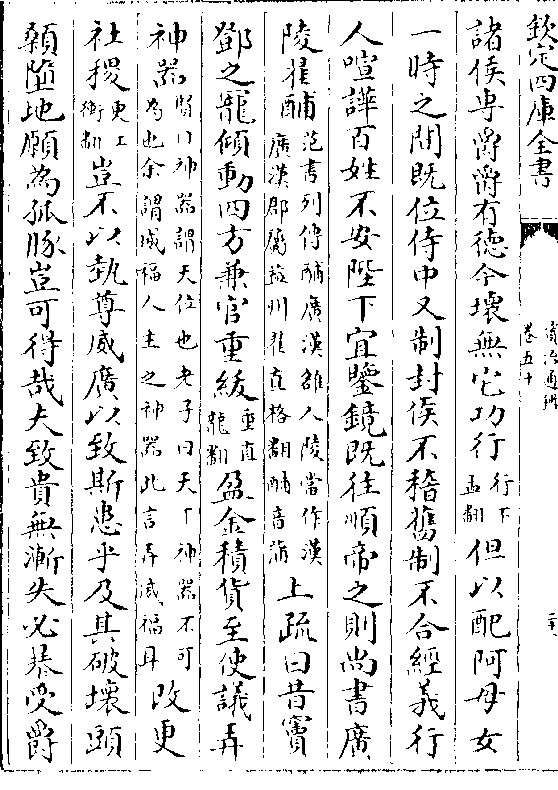 欽定四庫全書
資治通鑑
卷五十
諸侯専爵爵有徳今壞無它功行行下孟翻但以配阿母女
一時之間既位侍中又制封侯不稽舊制不合經義行
人喧譁百姓不安陛下宜鑒鏡既往順帝之則尚書廣
陵翟酺范書列傳酺廣漢雒人陵當作漢廣漢郡屬益州翟直格翻酺音蒲上疏曰昔竇
鄧之寵傾動四方兼官重紱重直龍翻盈金積貨至使議弄
神器賢曰神器謂天位也老子曰天下神器不可為也余謂威福人主之神器此言弄威福耳改更
社稷更工衡翻豈不以埶尊威廣以致斯患乎及其破壞頭
顙墮地願為孤豚豈可得哉夫致貴無漸失必暴受爵